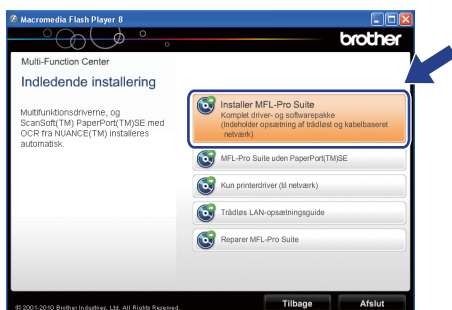 Macromedia Flash Player 8
brother
Multi-Function Center
Indledende installering
Multifunktionsdriverne, og
ScanSoft(TM) PaperPort(TM)SE med
OCR fra NUANCE(TM) installeres
automatisk.
Installer MFL-Pro Suite
Komplet driver- og softwarepakke
(Indeholder opsætning af trådløst og kabelbaseret
netværk)
MFL-Pro Suite uden PaperPort(TM)SE
Kun printerdriver (til netværk)
Trådløs LAN-opsætningsguide
Reparer MFL-Pro Suite
© 2001-2010 Brother Industries, Ltd. All Rights Reserved.
Tilbage
Afslut